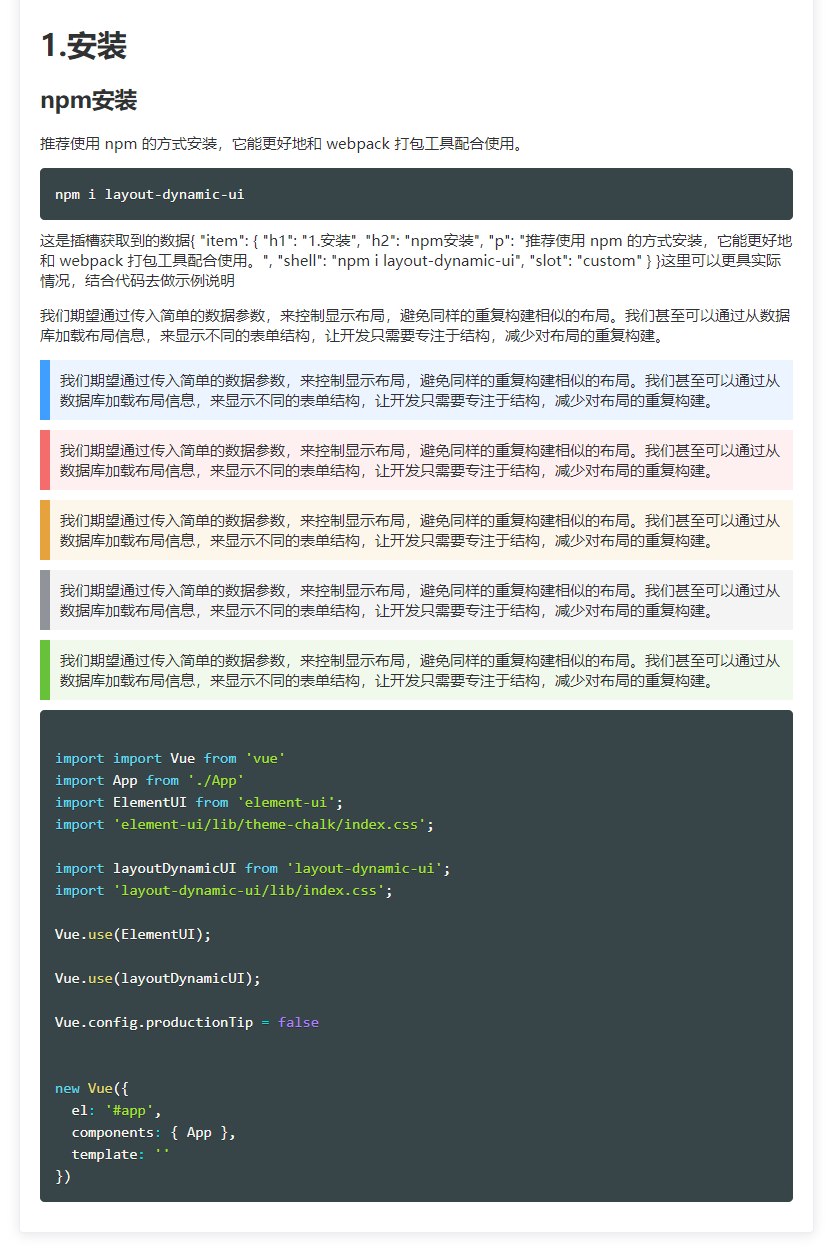 1.安装
npm安装
推荐使用 npm 的方式安装，它能更好地和 webpack 打包工具配合使用。
npm i layout-dynamic-ui
这是插槽获取到的数据{ "item": { "h1": "1.安装", "h2": "npm安装", "p": "推荐使用 npm 的方式安装，它能更好地
和 webpack 打包工具配合使用。", "shell": "npm i layout-dynamic-ui", "slot": "custom" } }这里可以更具实际
情况，结合代码去做示例说明
我们期望通过传入简单的数据参数，来控制显示布局，避免同样的重复构建相似的布局。我们甚至可以通过从数据
库加载布局信息，来显示不同的表单结构，让开发只需要专注于结构，减少对布局的重复构建。
我们期望通过传入简单的数据参数，来控制显示布局，避免同样的重复构建相似的布局。我们甚至可以通过从
数据库加载布局信息，来显示不同的表单结构，让开发只需要专注于结构，减少对布局的重复构建。
我们期望通过传入简单的数据参数，来控制显示布局，避免同样的重复构建相似的布局。我们甚至可以通过从
数据库加载布局信息，来显示不同的表单结构，让开发只需要专注于结构，减少对布局的重复构建。
我们期望通过传入简单的数据参数，来控制显示布局，避免同样的重复构建相似的布局。我们甚至可以通过从
数据库加载布局信息，来显示不同的表单结构，让开发只需要专注于结构，减少对布局的重复构建。
我们期望通过传入简单的数据参数，来控制显示布局，避免同样的重复构建相似的布局。我们甚至可以通过从
数据库加载布局信息，来显示不同的表单结构，让开发只需要专注于结构，减少对布局的重复构建。
我们期望通过传入简单的数据参数，来控制显示布局，避免同样的重复构建相似的布局。我们甚至可以通过从
数据库加载布局信息，来显示不同的表单结构，让开发只需要专注于结构，减少对布局的重复构建。
import import Vue from 'vue'
import App from './App'
import ElementUI from 'element-ui';
import 'element-ui/lib/theme-chalk/index.css';
import layoutDynamicUI from 'layout-dynamic-ui';
import 'layout-dynamic-ui/lib/index.css';
Vue.use(ElementUI);
Vue.use(layoutDynamicUI);
Vue.config.productionTip = false
new Vue({
  el: '#app',
  components: { App },
  template: ''
})